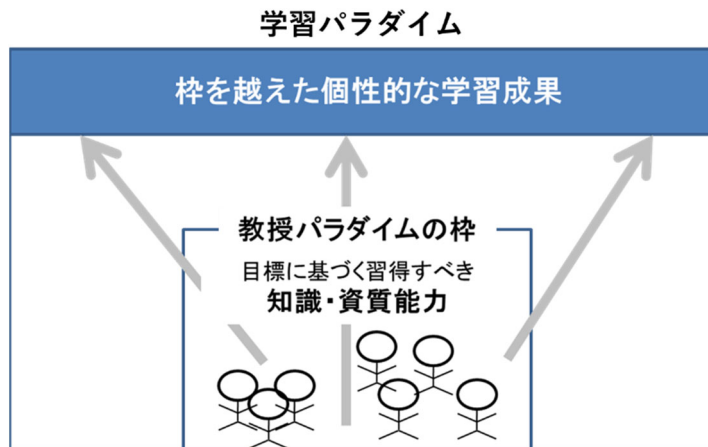 学習パラダイム
枠を越えた個性的な学習成果
教授パラダイムの枠
目標に基づく習得すべき
知識・資質能力